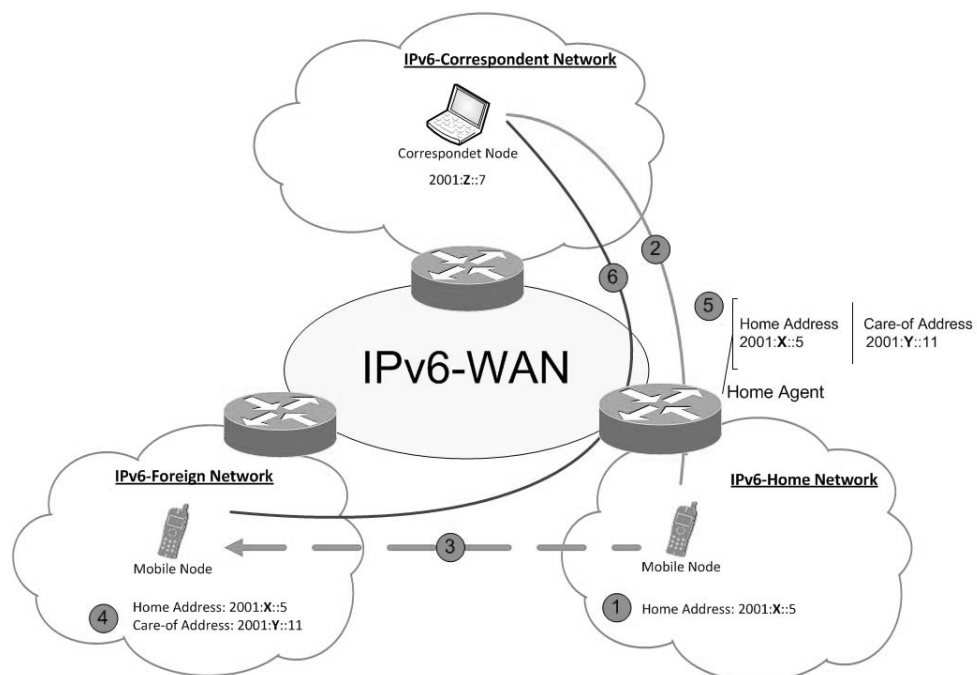 IPv6-Correspondent Network
Correspondet Node
2001:Z::7
2
6
5
Home Address
2001:X::5
Care-of Address
2001:Y::11
IPv6-WAN
Home Agent
IPv6-Foreign Network
Mobile Node
3
4
Home Address: 2001:X::5
Care-of Address: 2001:Y::11
IPv6-Home Network
Mobile Node
1
Home Address: 2001:X::5